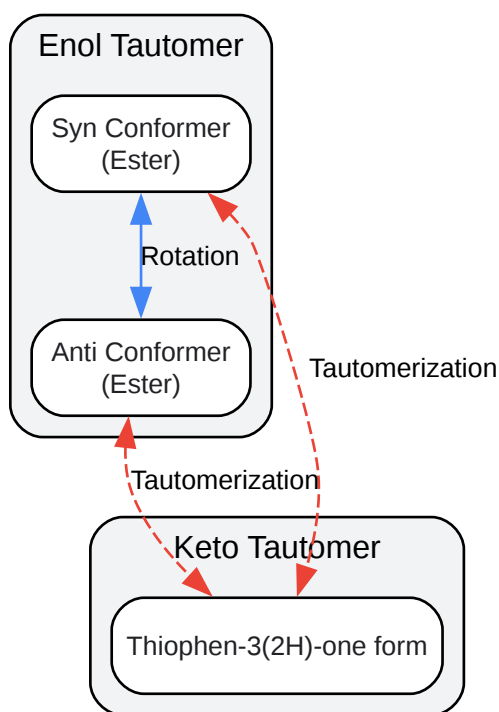 Enol Tautomer
Syn Conformer
(Ester)
Rotation
Anti Conformer
(Ester)
Tautomerization
Tautomerization
Keto Tautomer
Thiophen-3(2H)-one form